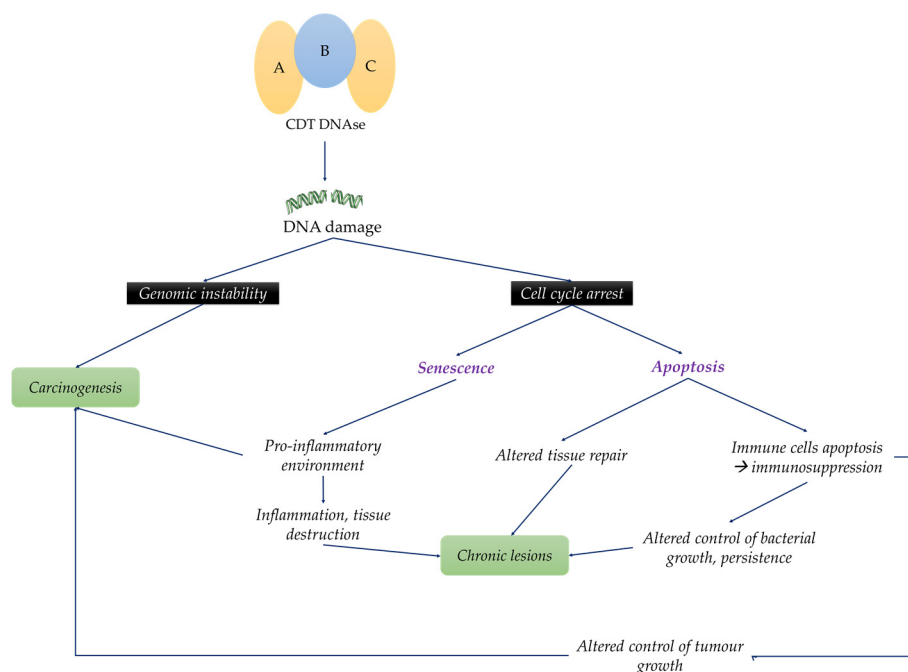 A
B
C
CDT DNAse
DNA damage
Genomic instability
Cell cycle arrest
Senescence
Apoptosis
Carcinogenesis
Pro-inflammatory
environment
Altered tissue repair
Immune cells apoptosis
→ immunosuppression
Inflammation, tissue
destruction
Chronic lesions
Altered control of bacterial
growth, persistence
Altered control of tumour
growth